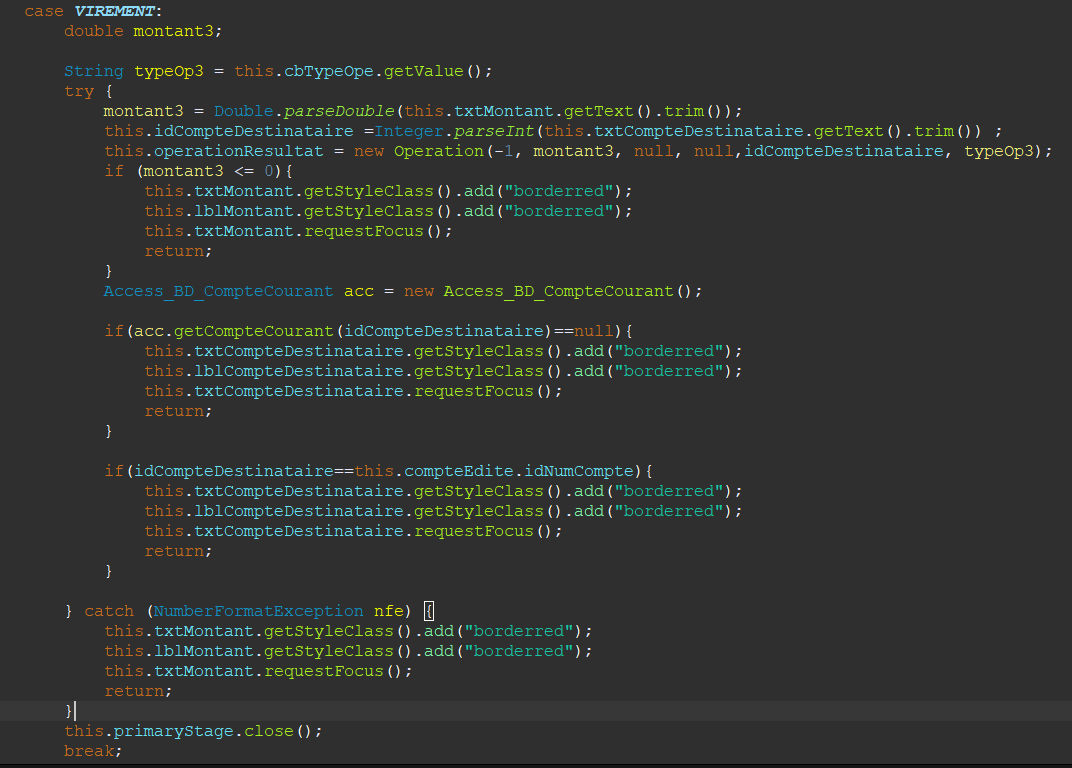 case VIREMENT:
    double montant3;

    String typeOp3 = this.cbTypeOpe.getValue();
    try {
        montant3 = Double.parseDouble(this.txtMontant.getText().trim());
        this.idCompteDestinataire =Integer.parseInt(this.txtCompteDestinataire.getText().trim()) ;
        this.operationResultat = new Operation(-1, montant3, null, null,idCompteDestinataire, typeOp3);
        if (montant3 <= 0){
            this.txtMontant.getStyleClass().add("borderred");
            this.lblMontant.getStyleClass().add("borderred");
            this.txtMontant.requestFocus();
            return;
        }
        Access_BD_CompteCourant acc = new Access_BD_CompteCourant();

        if(acc.getCompteCourant(idCompteDestinataire)==null){
            this.txtCompteDestinataire.getStyleClass().add("borderred");
            this.lblCompteDestinataire.getStyleClass().add("borderred");
            this.txtCompteDestinataire.requestFocus();
            return;
        }

        if(idCompteDestinataire==this.compteEdite.idNumCompte){
            this.txtCompteDestinataire.getStyleClass().add("borderred");
            this.lblCompteDestinataire.getStyleClass().add("borderred");
            this.txtCompteDestinataire.requestFocus();
            return;
        }

    } catch (NumberFormatException nfe) {
        this.txtMontant.getStyleClass().add("borderred");
        this.lblMontant.getStyleClass().add("borderred");
        this.txtMontant.requestFocus();
        return;
    }
    this.primaryStage.close();
    break;